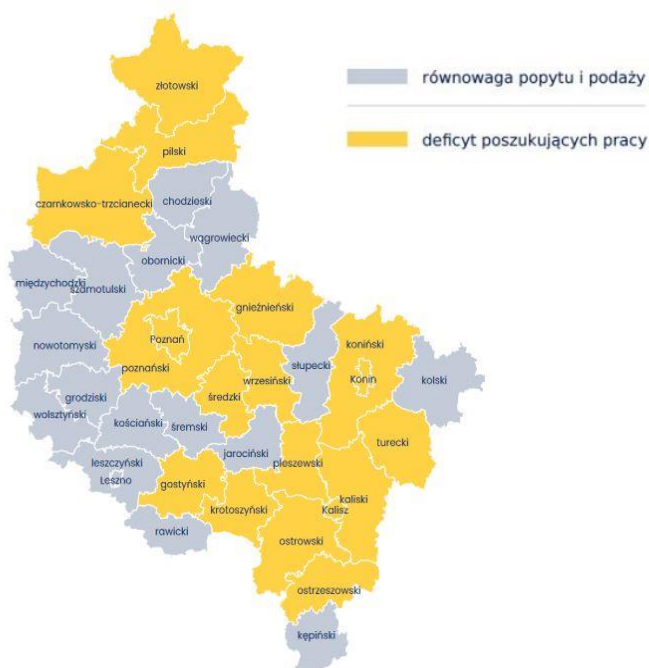 złotowski
równowaga popytu i podaży
deficyt poszukujących pracy
pilski
czarnkowsko-trzcianecki
chodzieski
wągrowiecki
obornicki
międzychodzki
szamotulski
gnieźnieński
nowotomyski
Poznań
poznański
słupecki
koniński
Konin
kolski
wrzesiński
średzki
grodziski
wolsztyński
kościański
śremski
jarociński
turecki
leszczyński
Leszno
pleszewski
gostyński
krotoszyński
kaliski
Kalisz
rawicki
ostrowski
ostrzeszowski
kępiński